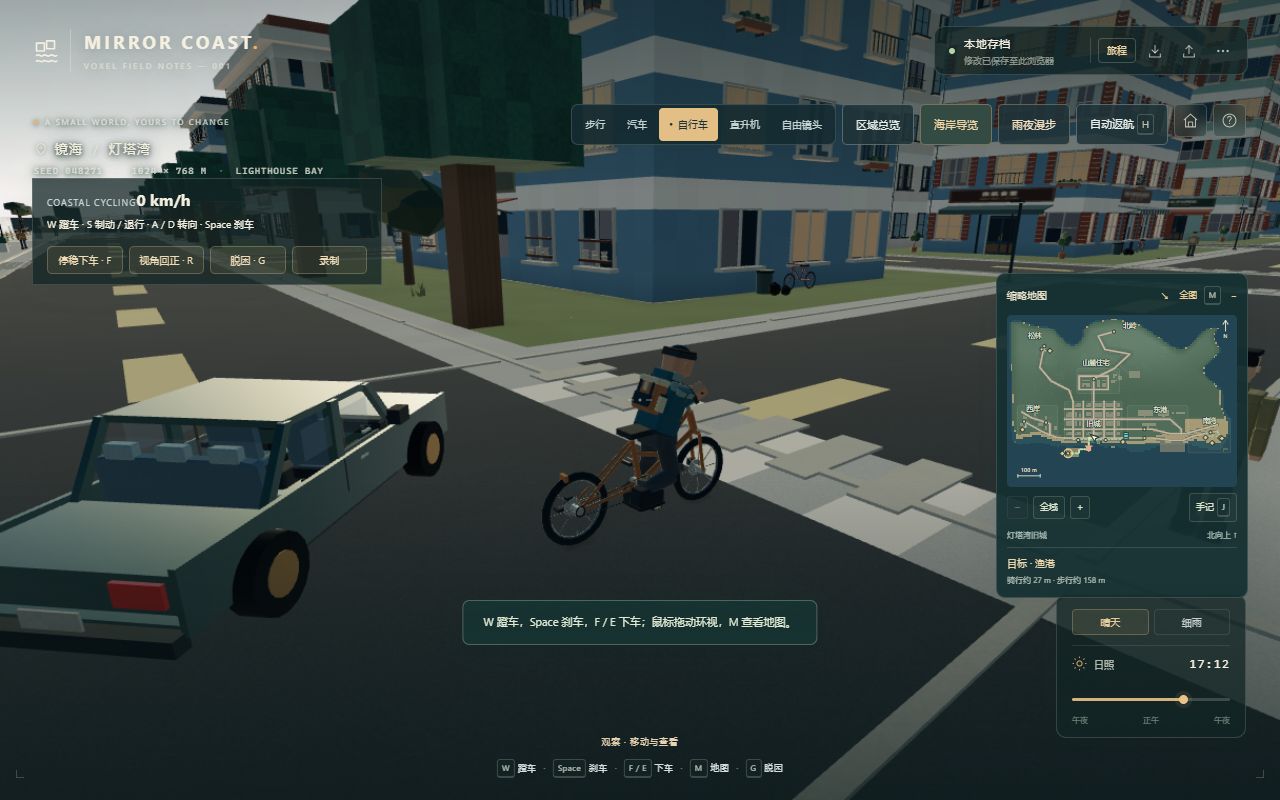 MIRROR COAST.
VOXEL FIELD NOTES — 001
本地存档
修改已保存至此浏览器
旅程
A SMALL WORLD, YOURS TO CHANGE
步行
汽车
自行车
直升机
自由镜头
区域总览
海岸导览
雨夜漫步
自动返航 H
镜海 / 灯塔湾
SEED 048271 1024 × 768 M · LIGHTHOUSE BAY
COASTAL CYCLING 0 km/h
W 蹬车 · S 制动 / 退行 · A / D 转向 · Space 刹车
停稳下车 · F
视角回正 · R
脱困 · G
录制
缩略地图
全图 M
北岭
N
松林
山麓住宅
西岸
东港
旧城
100 m
全域
手记 J
灯塔湾旧城
北向上 ↑
目标 · 渔港
骑行约 27 m · 步行约 158 m
W 蹬车，Space 刹车，F / E 下车；鼠标拖动环视，M 查看地图。
晴天
细雨
日照
17:12
午夜
正午
午夜
观察 · 移动与查看
W 蹬车 · Space 刹车 · F / E 下车 · M 地图 · G 脱困